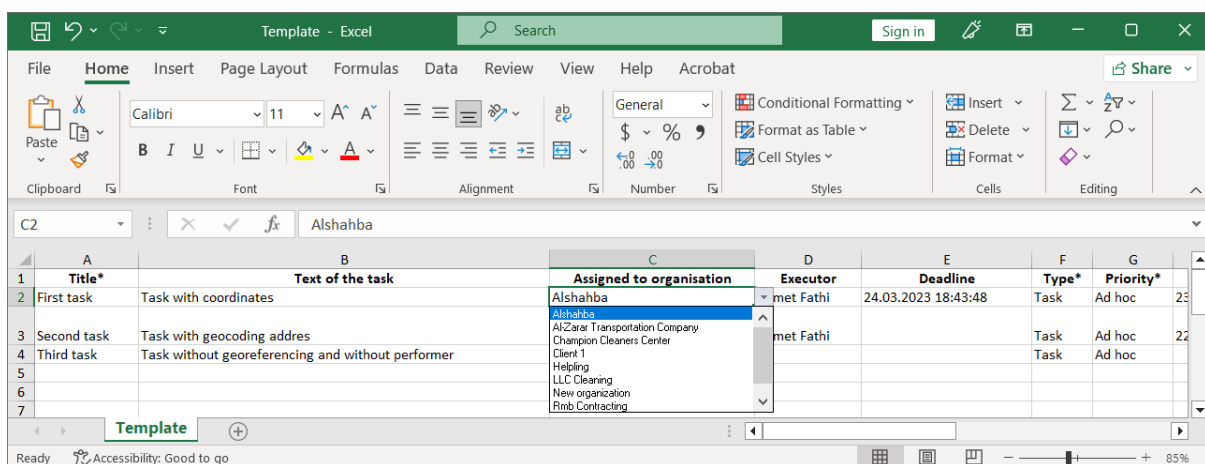 Template - Excel
Search
Sign in
File Home Insert Page Layout Formulas Data Review View Help Acrobat Share
Calibri 11 A^ A˅ General
Paste B I U A ab c $ % 9 .00 .0
Conditional Formatting
Format as Table
Cell Styles
Insert
Delete
Format
Clipboard Font Alignment Number Styles Cells Editing
C2 fx Alshahba
A B C D E F G
1 Title* Text of the task Assigned to organisation Executor Deadline Type* Priority*
2 First task Task with coordinates Alshahba met Fathi 24.03.2023 18:43:48 Task Ad hoc 23
Alshahba
Al-Zarar Transportation Company
Champion Cleaners Center
3 Second task Task with geocoding addres met Fathi Task Ad hoc 22
Client 1
4 Third task Task without georeferencing and without performer Task Ad hoc
Helpling
5
LLC Cleaning
6
New organization
7
Rmb Contracting
Template
Ready Accessibility: Good to go 85%